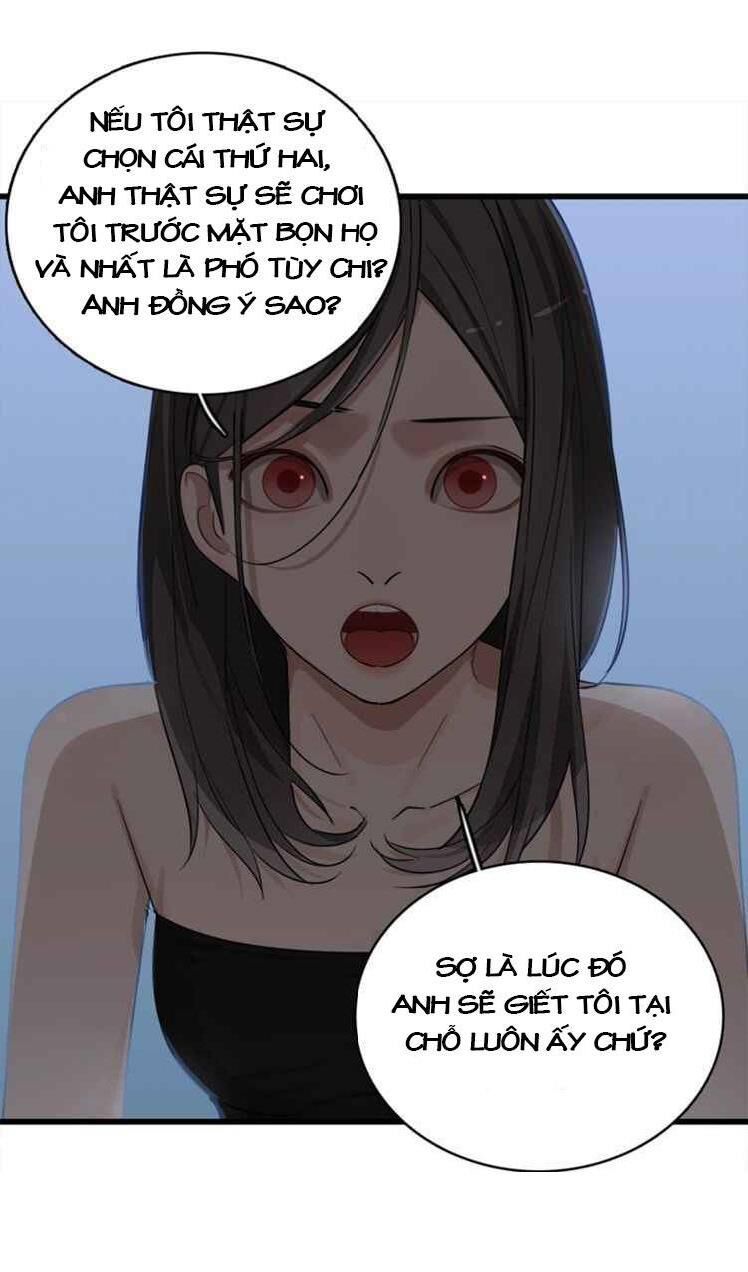 NẾU TÔI THẬT SỰ
CHỌN CÁI THỨ HAI,
ANH THẬT SỰ SẼ CHƠI
TÔI TRƯỚC MẶT BỌN HỌ
VÀ NHẤT LÀ PHÓ TÙY CHI?
ANH ĐỒNG Ý SAO?
SỢ LÀ LÚC ĐÓ
ANH SẼ GIẾT TÔI TẠI
CHỖ LUÔN ẤY CHỨ?